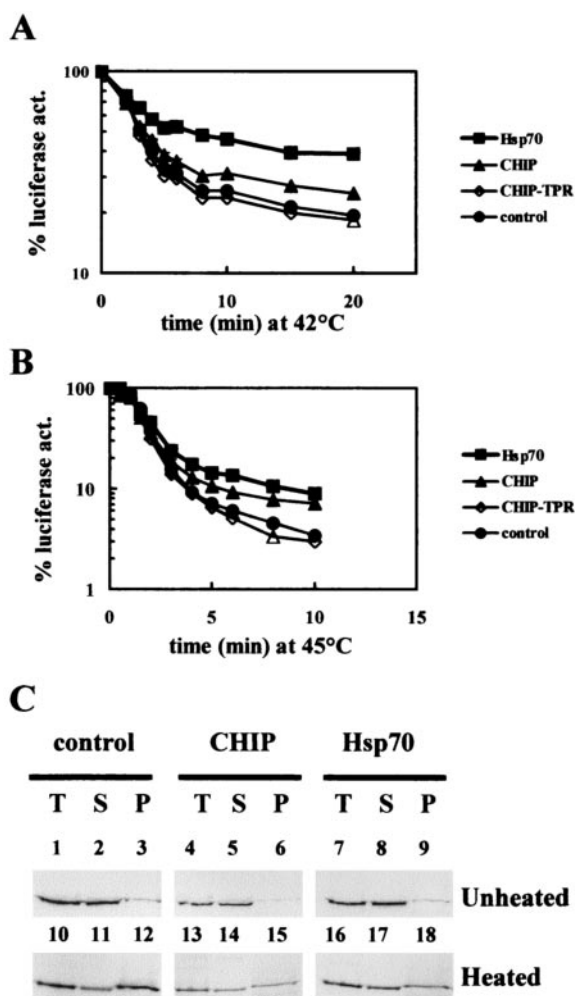 A
% luciferase act.
100
10
0 10 20
time (min) at 42°C
Hsp70
CHIP
CHIP-TPR
control
B
% luciferase act.
100
10
1
0 5 10 15
time (min) at 45°C
Hsp70
CHIP
CHIP-TPR
control
C
control CHIP Hsp70
T S P T S P T S P
1 2 3 4 5 6 7 8 9
Unheated
10 11 12 13 14 15 16 17 18
Heated